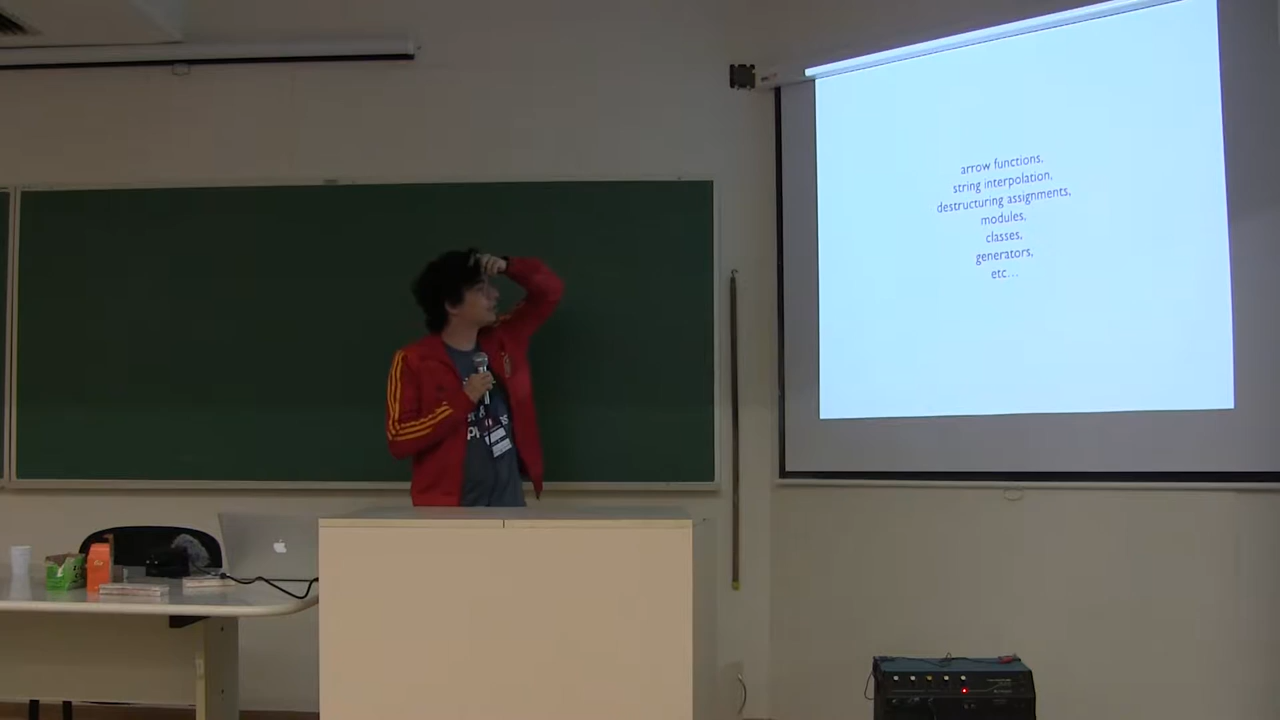 arrow functions,
string interpolation,
destructuring assignments,
modules,
classes,
generators,
etc...